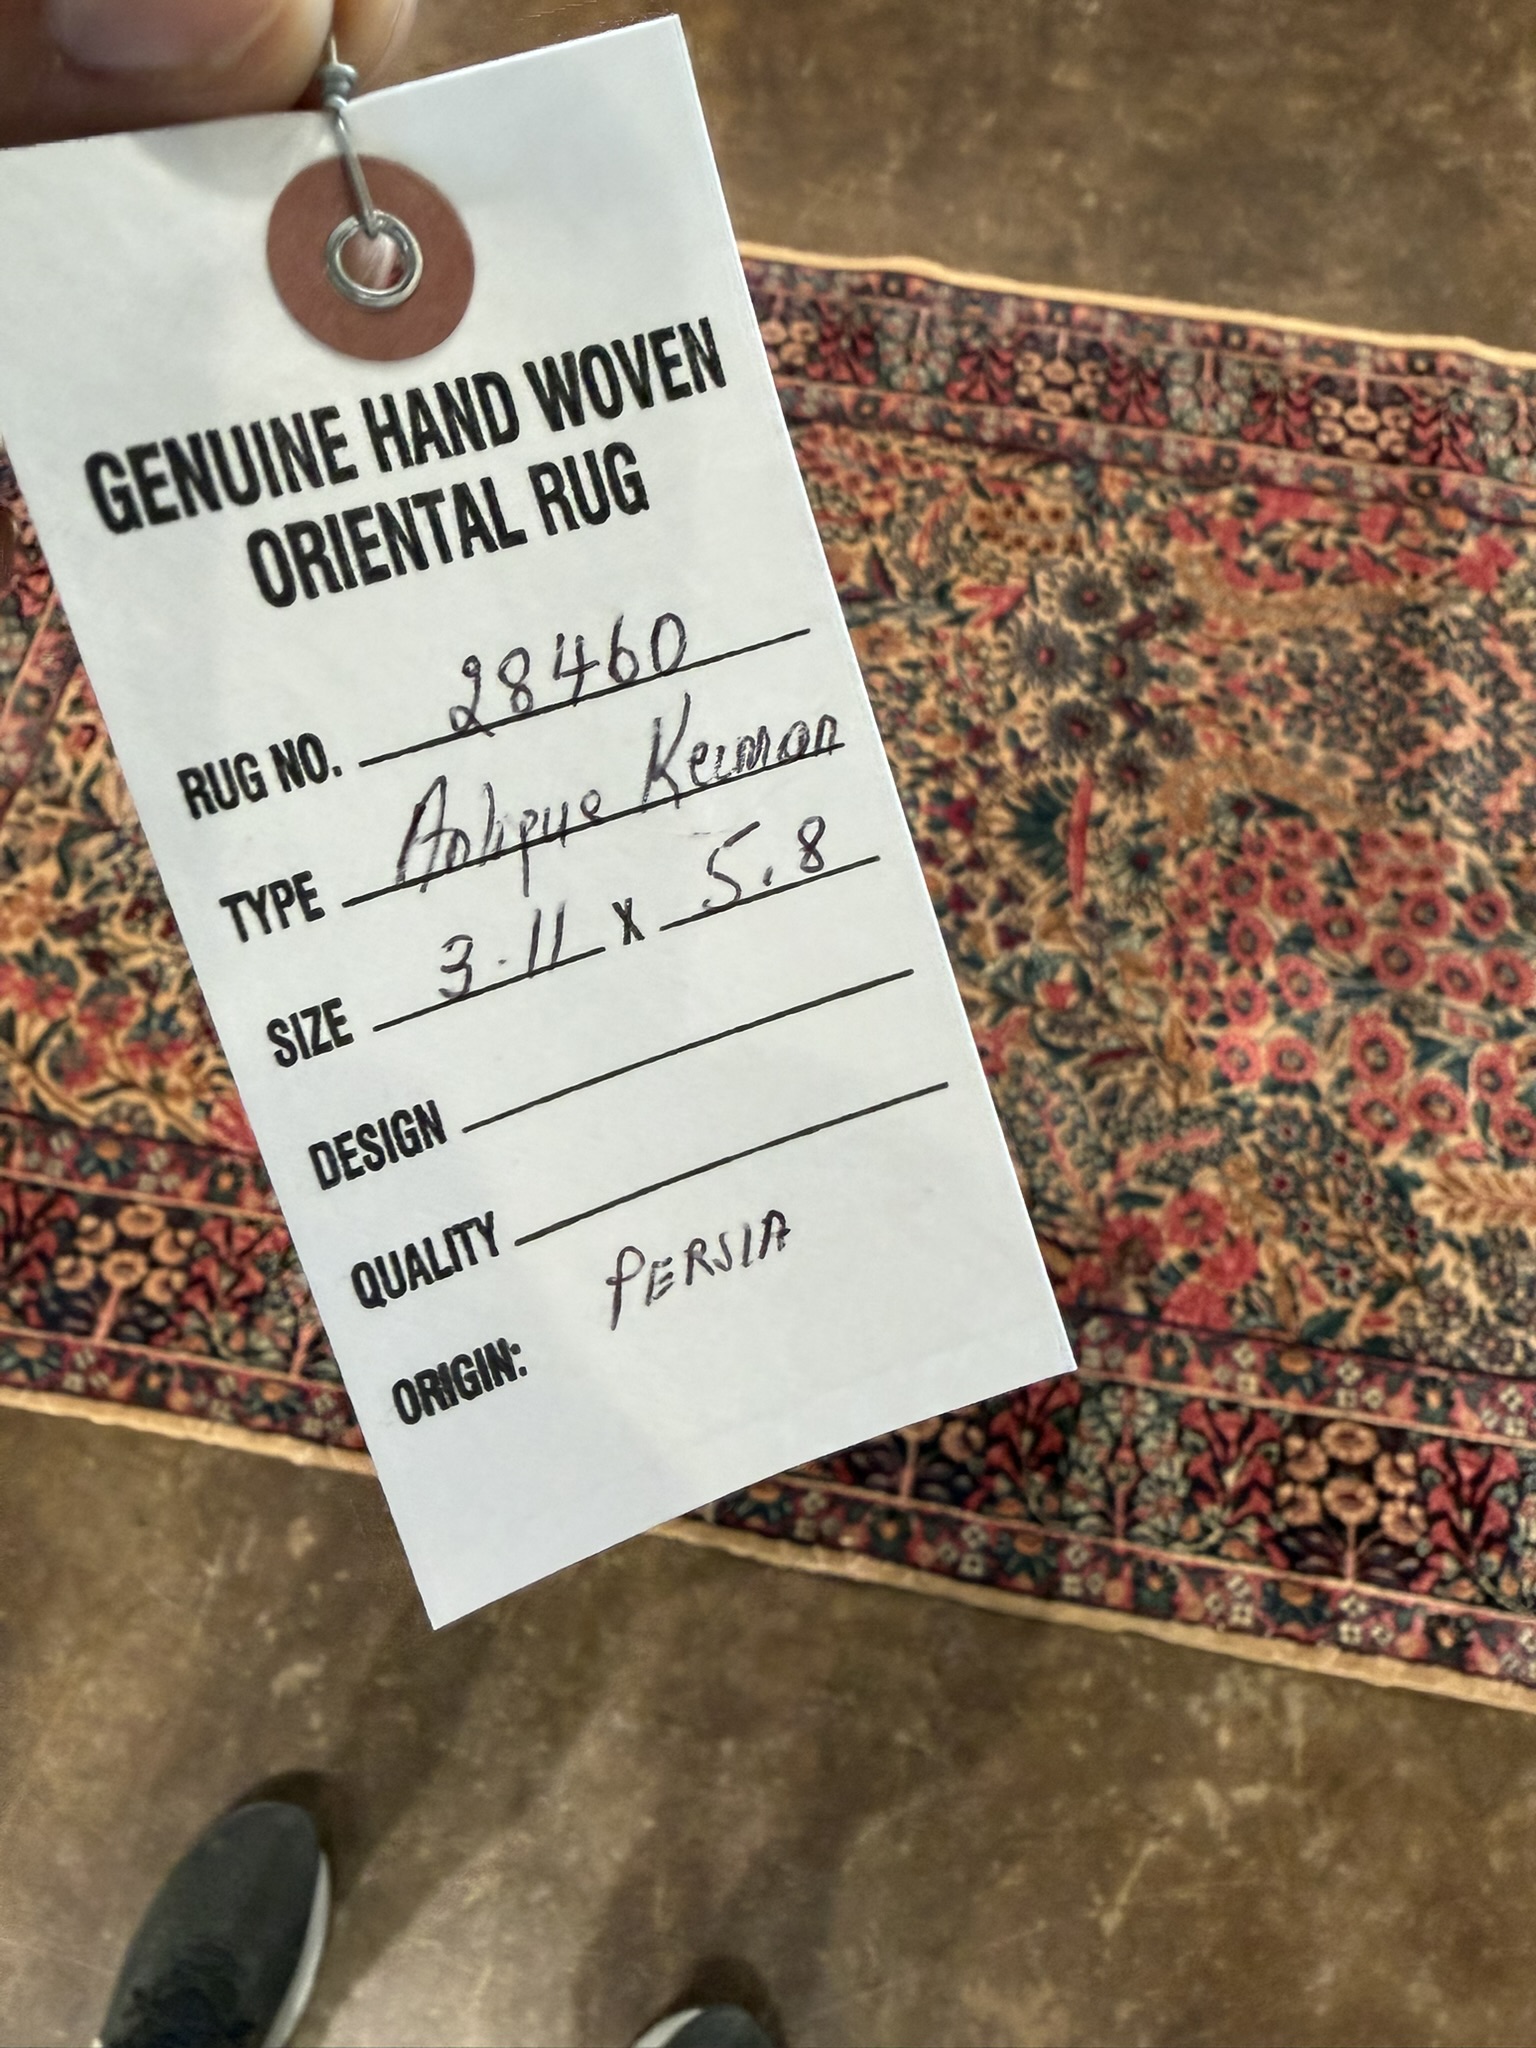 GENUINE HAND WOVEN
ORIENTAL RUG
RUG NO. 28460
TYPE Antique Kerman
SIZE 3.11 X 5.8
DESIGN
QUALITY
ORIGIN: PERSIA